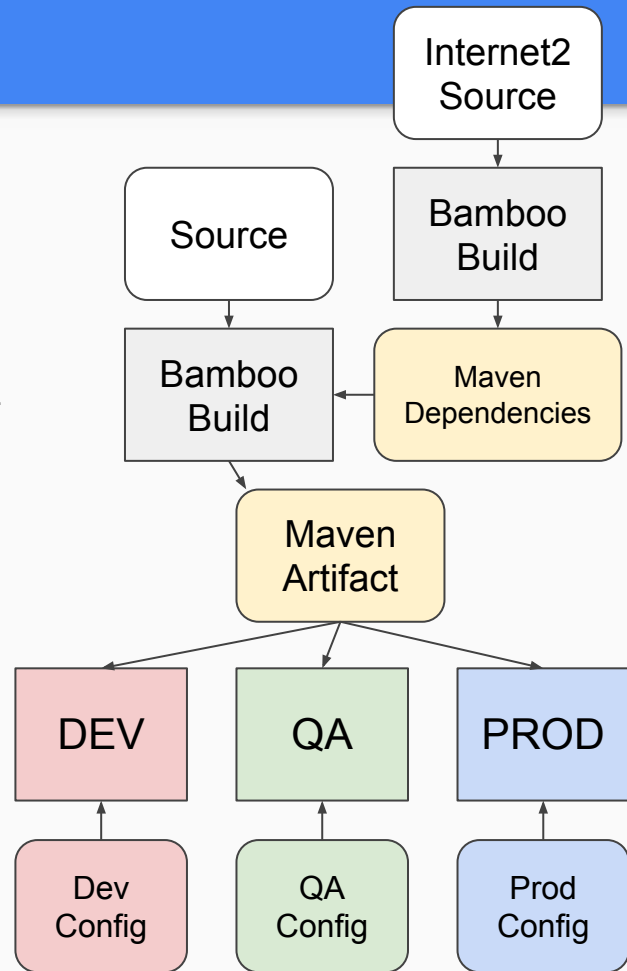 Internet2
Source
Source
Bamboo
Build
Bamboo
Build
Maven
Dependencies
Maven
Artifact
DEV
QA
PROD
Dev
Config
QA
Config
Prod
Config